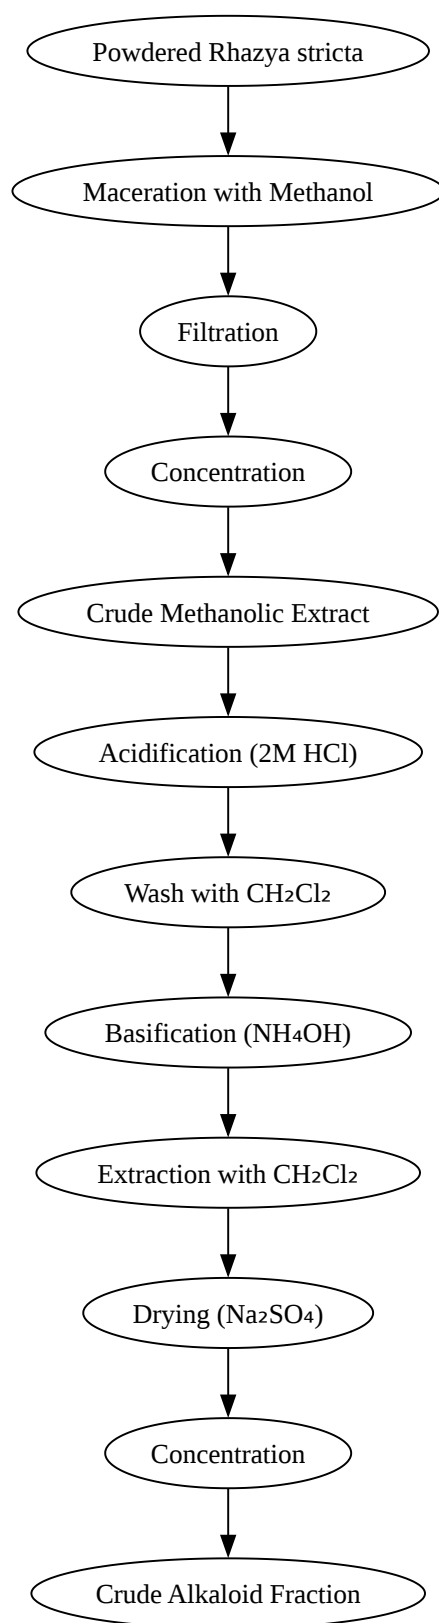 Powdered Rhazya stricta
Maceration with Methanol
Filtration
Concentration
Crude Methanolic Extract
Acidification (2M HCl)
Wash with CH₂Cl₂
Basification (NH₄OH)
Extraction with CH₂Cl₂
Drying (Na₂SO₄)
Concentration
Crude Alkaloid Fraction